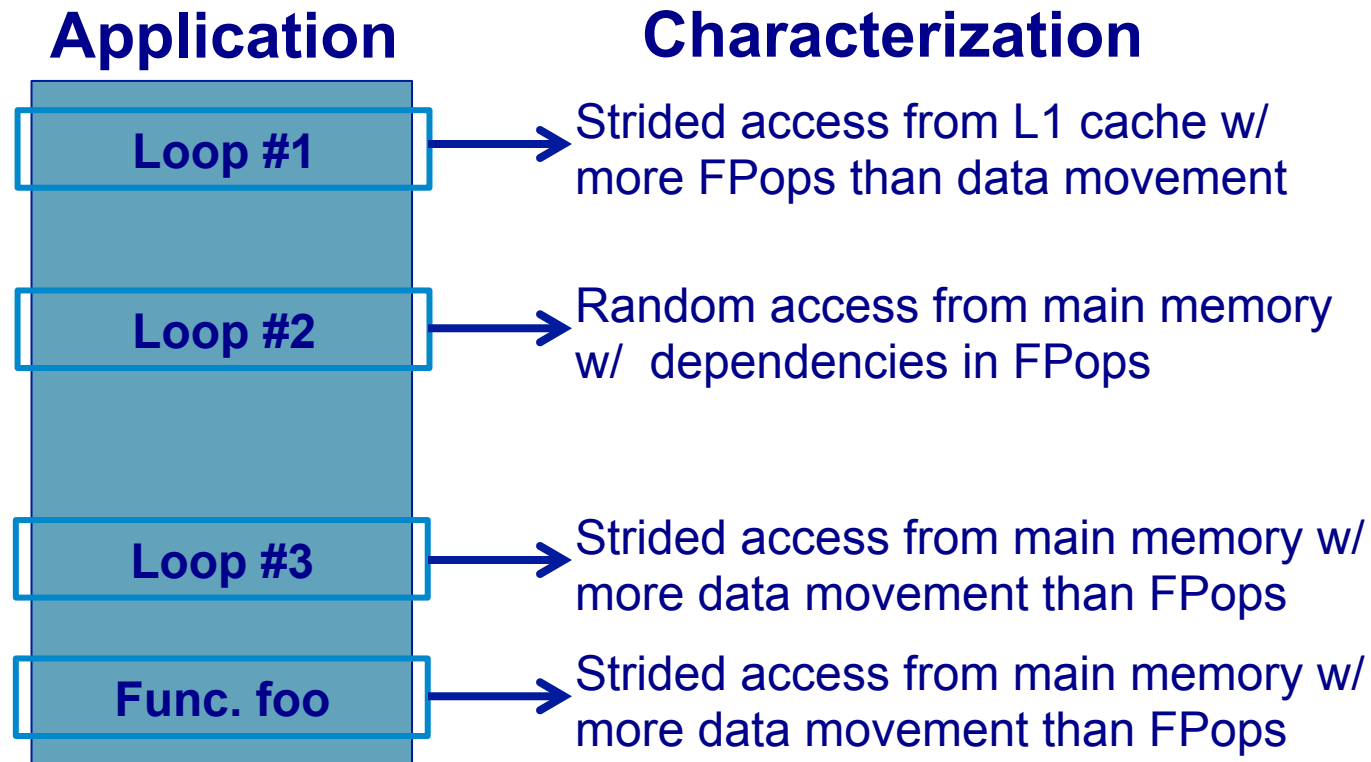 Application
Characterization
Loop #1
Strided access from L1 cache w/
more FPops than data movement
Loop #2
Random access from main memory
w/  dependencies in FPops
Loop #3
Strided access from main memory w/
more data movement than FPops
Func. foo
Strided access from main memory w/
more data movement than FPops